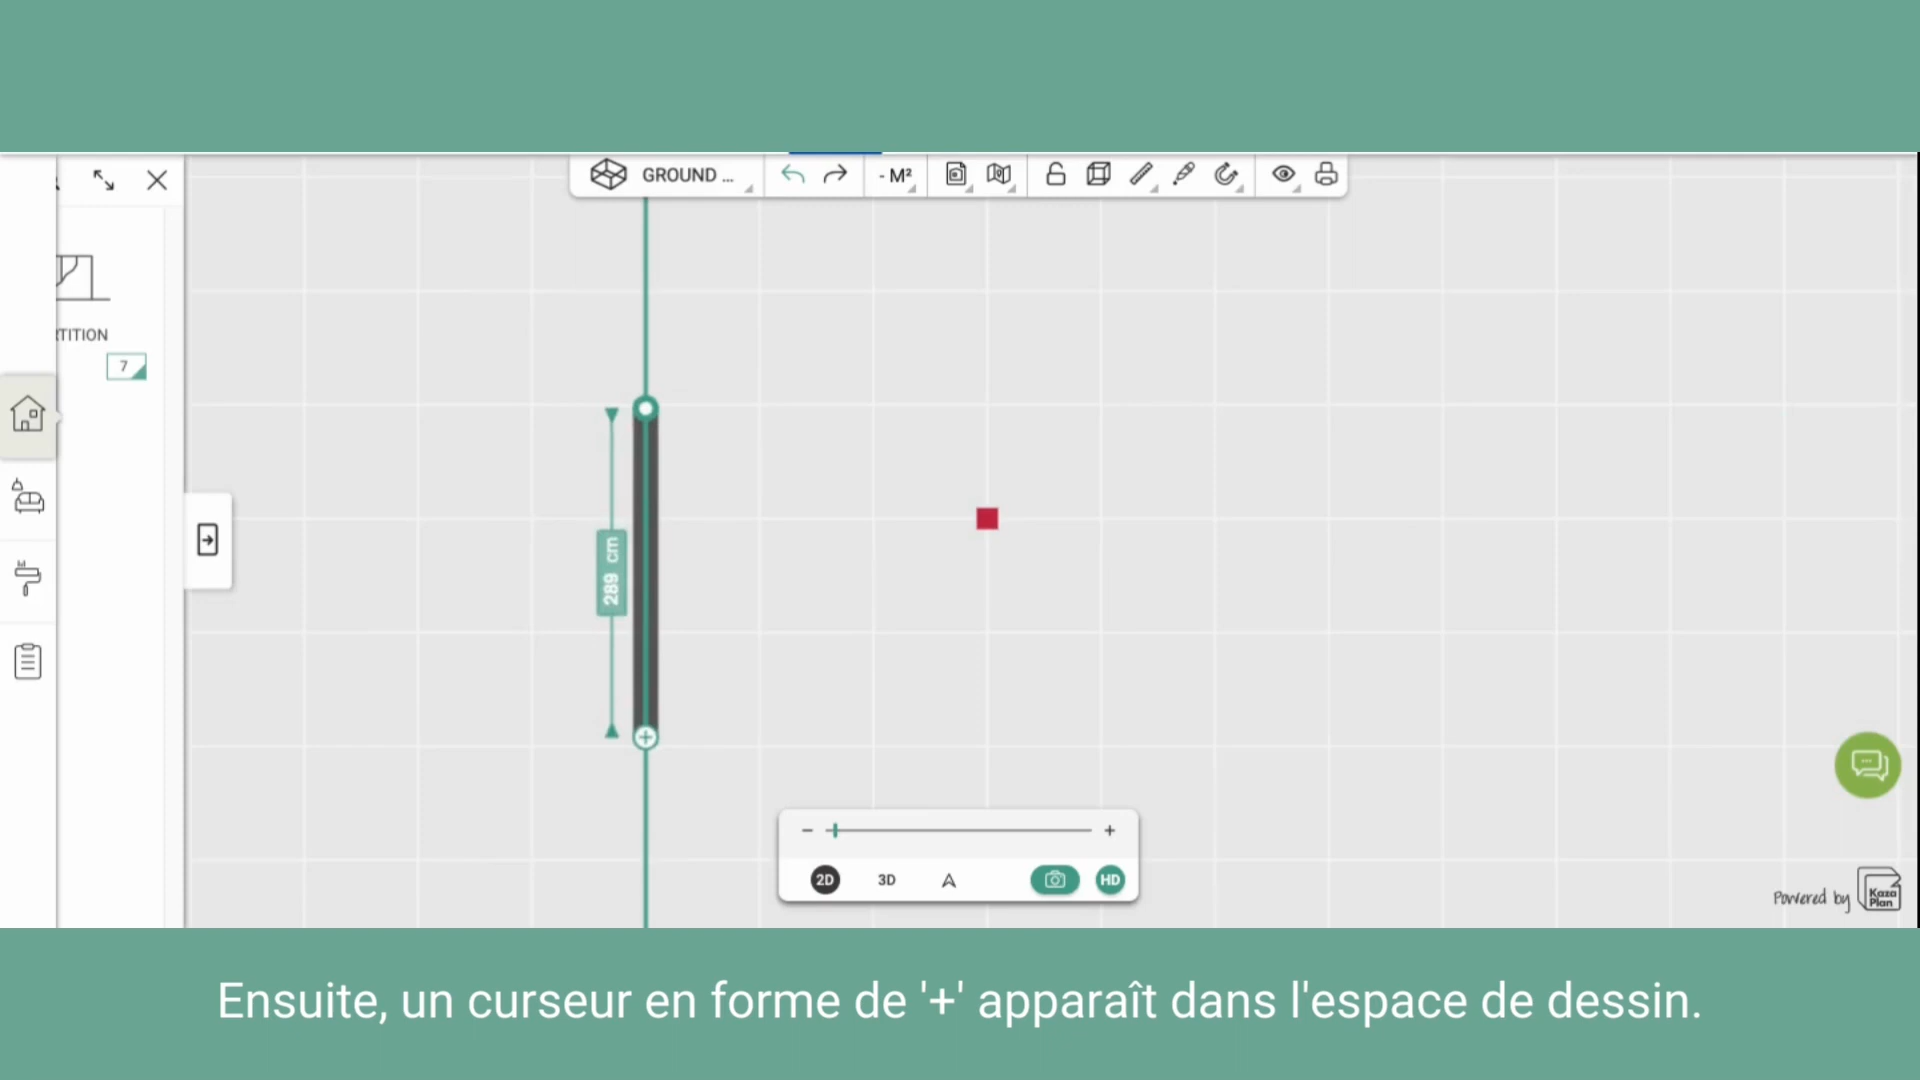 GROUND ...
- M²
TITION
7
289 cm
2D
3D
HD
Powered by
Kaza
Plan
Ensuite, un curseur en forme de '+' apparaît dans l'espace de dessin.